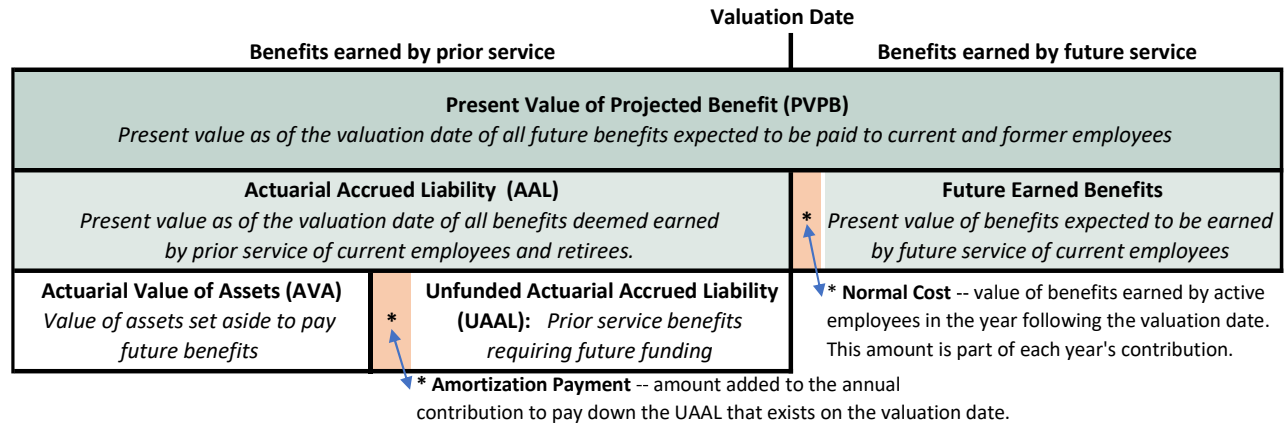 Valuation Date
Benefits earned by prior service
Benefits earned by future service
Present Value of Projected Benefit (PVPB)
Present value as of the valuation date of all future benefits expected to be paid to current and former employees
Actuarial Accrued Liability (AAL)
Present value as of the valuation date of all benefits deemed earned
by prior service of current employees and retirees.
*
Future Earned Benefits
Present value of benefits expected to be earned
by future service of current employees
Actuarial Value of Assets (AVA)
Value of assets set aside to pay
future benefits
*
Unfunded Actuarial Accrued Liability
(UAAL): Prior service benefits
requiring future funding
* Normal Cost -- value of benefits earned by active
employees in the year following the valuation date.
This amount is part of each year's contribution.
* Amortization Payment -- amount added to the annual
contribution to pay down the UAAL that exists on the valuation date.